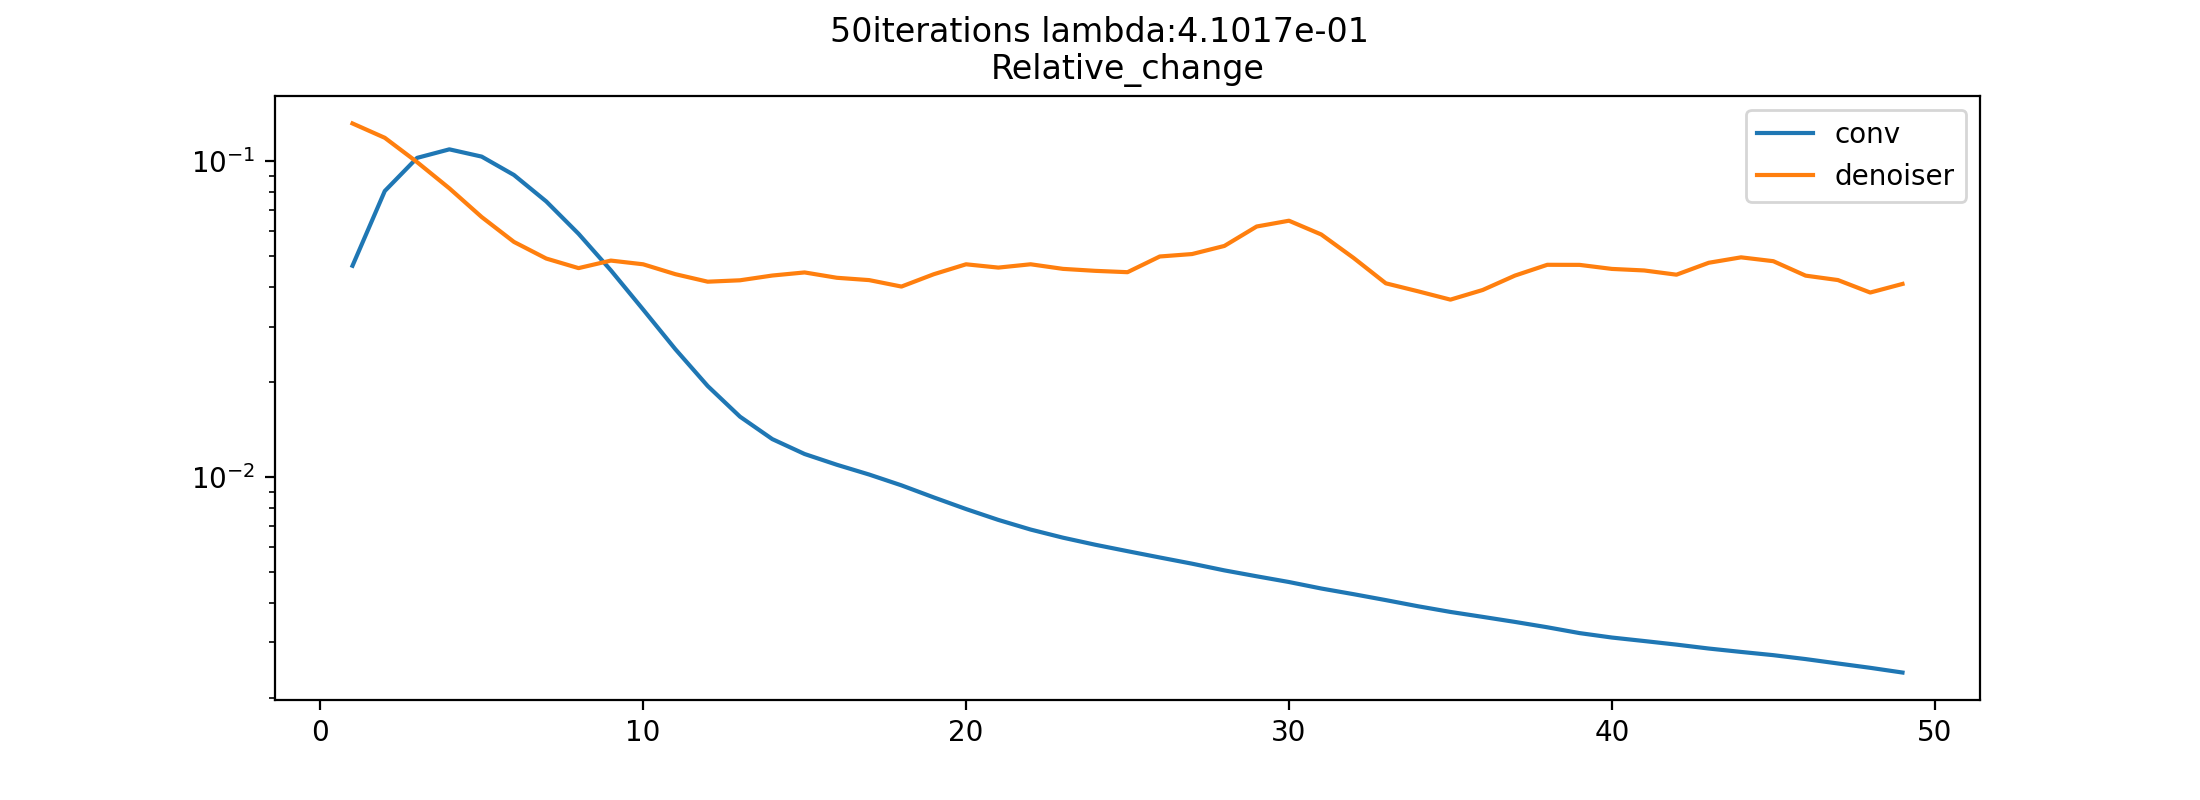 50iterations lambda:4.1017e-01
Relative_change
conv
denoiser
10⁻¹
10⁻²
0 10 20 30 40 50